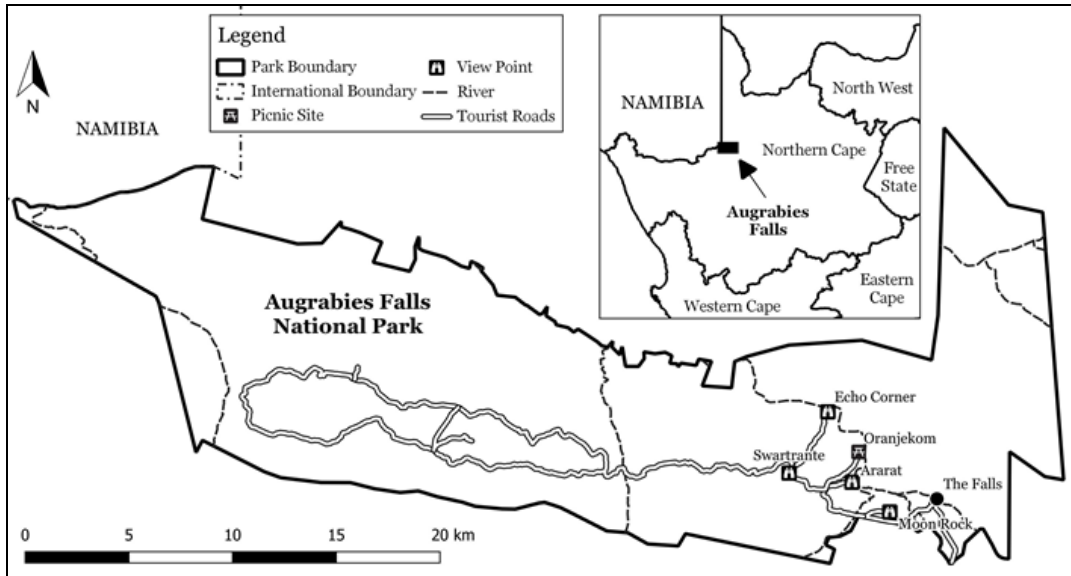 Legend
Park Boundary
View Point
International Boundary
River
Picnic Site
Tourist Roads
N
NAMIBIA
NAMIBIA
North West
Northern Cape
Free
State
Augrabies
Falls
Eastern
Cape
Western Cape
Augrabies Falls
National Park
Echo Corner
Oranjekom
Swartrante
Ararat
The Falls
Moon Rock
0 5 10 15 20 km